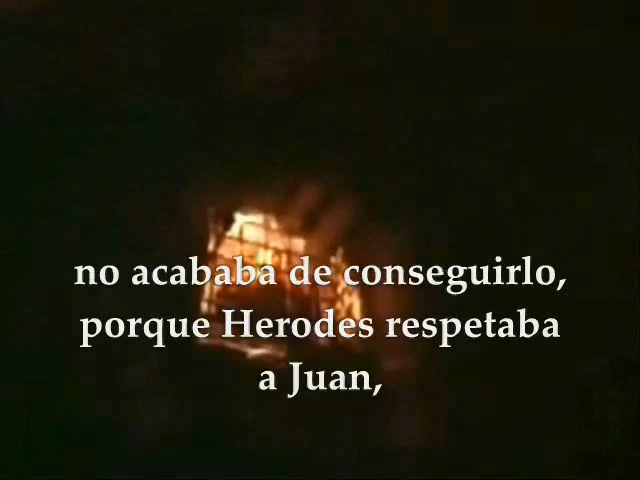 no acababa de conseguirlo,
porque Herodes respetaba
a Juan,